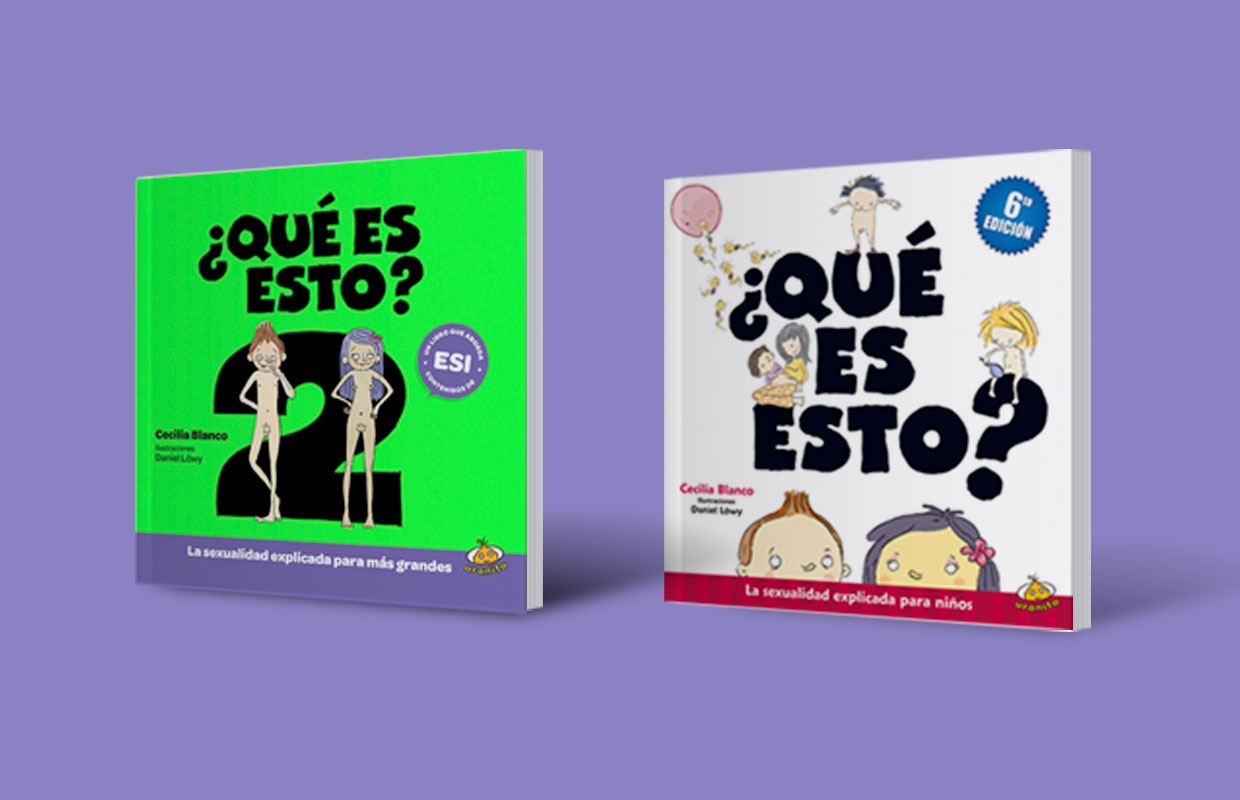 ¿QUÉ ES
ESTO?
2
UN LIBRO QUE ABORDA
ESI
CONTENIDOS DE
Cecilia Blanco
Ilustraciones
Daniel Löwy
La sexualidad explicada para más grandes
uranito
6ta
EDICIÓN
¿QUÉ
ES
ESTO?
Cecilia Blanco
Ilustraciones
Daniel Löwy
La sexualidad explicada para niños
uranito